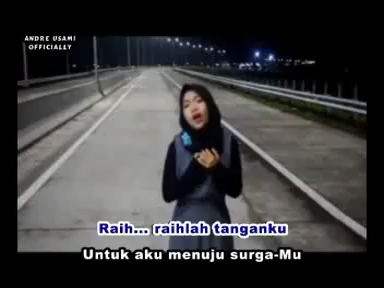 ANDRE USAMI
OFFICIALLY
Raih... raihlah tanganku
Untuk aku menuju surga-Mu